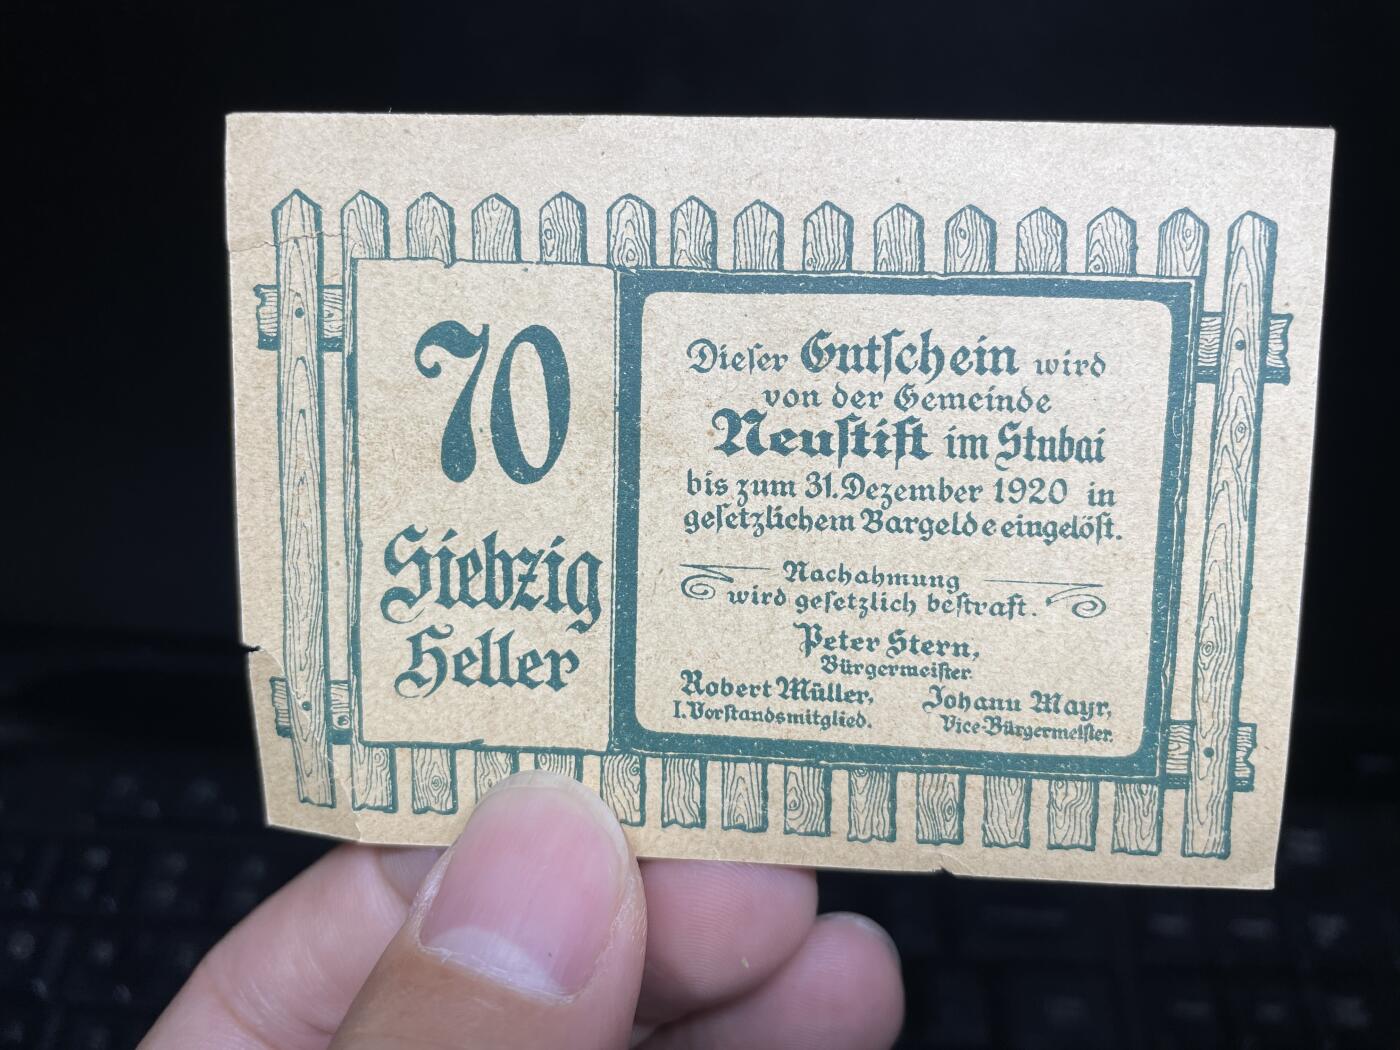 70
Siebzig
Heller
Dieser Gutschein wird
von der Gemeinde
Neustift im Stubai
bis zum 31. Dezember 1920 in
gesetzlichem Bargelde eingelöst.
Nachahmung
wird gesetzlich bestraft.
Peter Stern,
Bürgermeister.
Robert Müller,
I. Vorstandsmitglied.
Johann Mayr,
Vice-Bürgermeister.